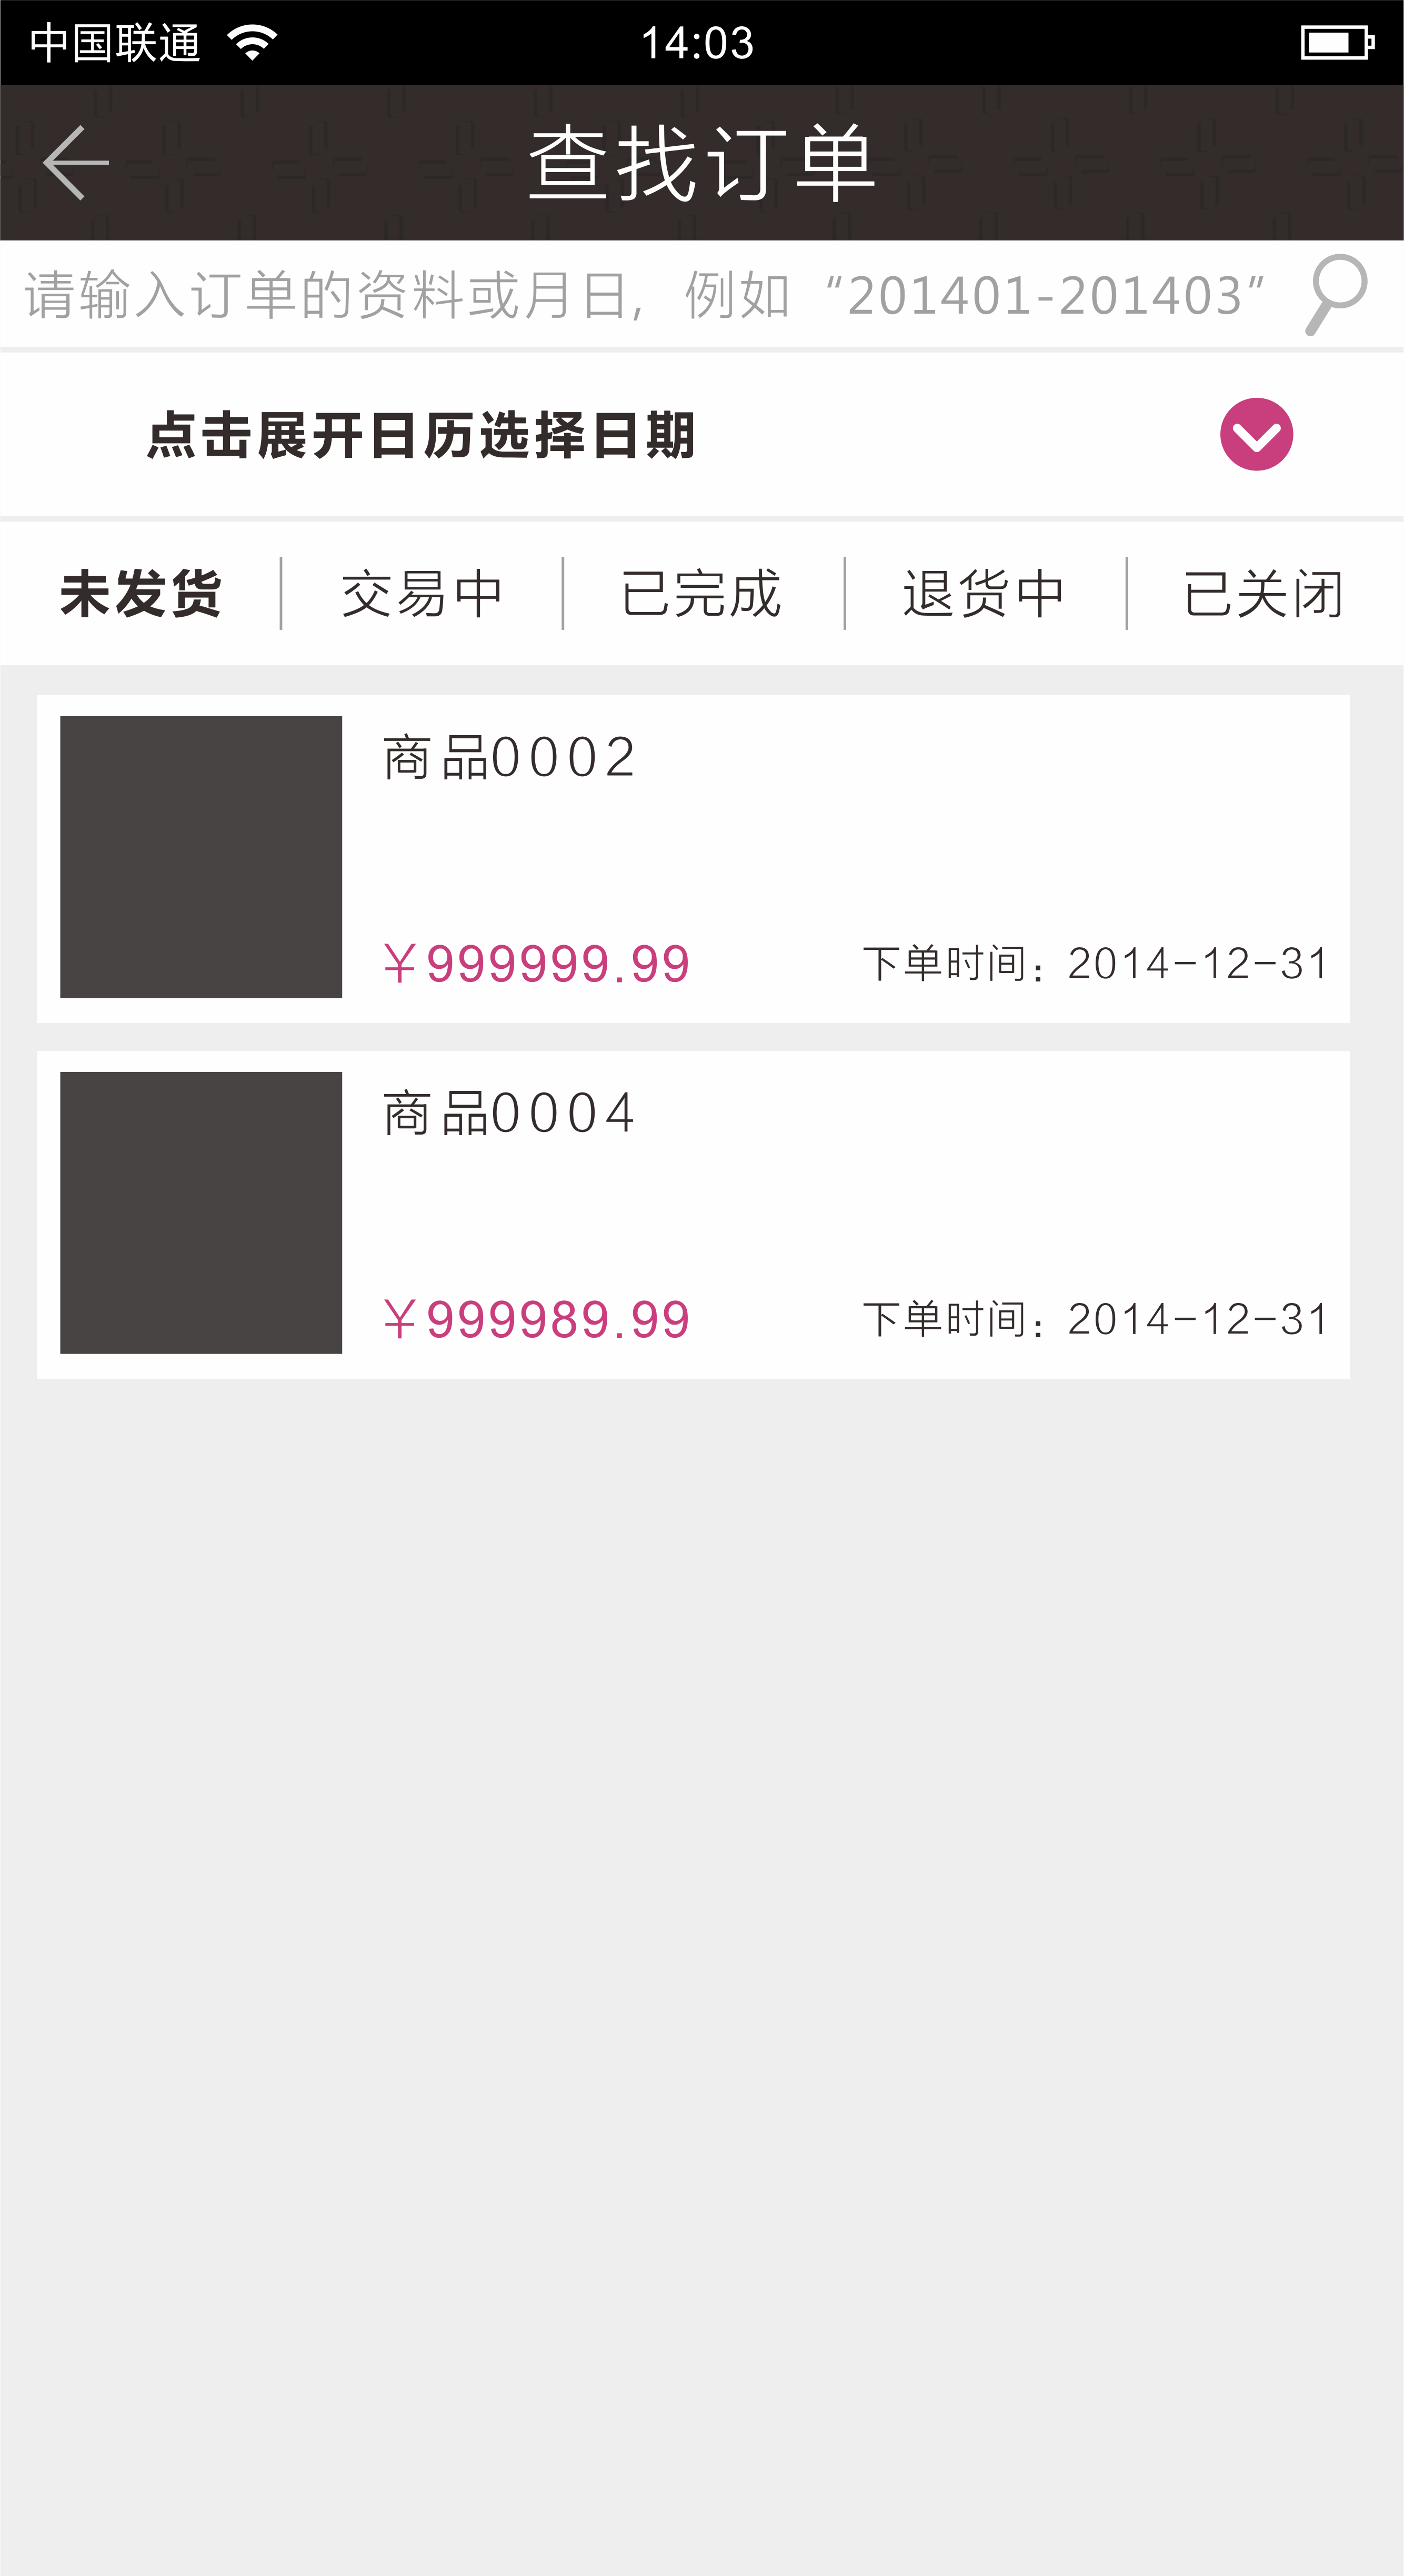 中国联通 14:03
查找订单
请输入订单的资料或月日，例如“201401-201403”
点击展开日历选择日期
未发货 交易中 已完成 退货中 已关闭
商品0002
￥999999.99 下单时间：2014-12-31
商品0004
￥999989.99 下单时间：2014-12-31